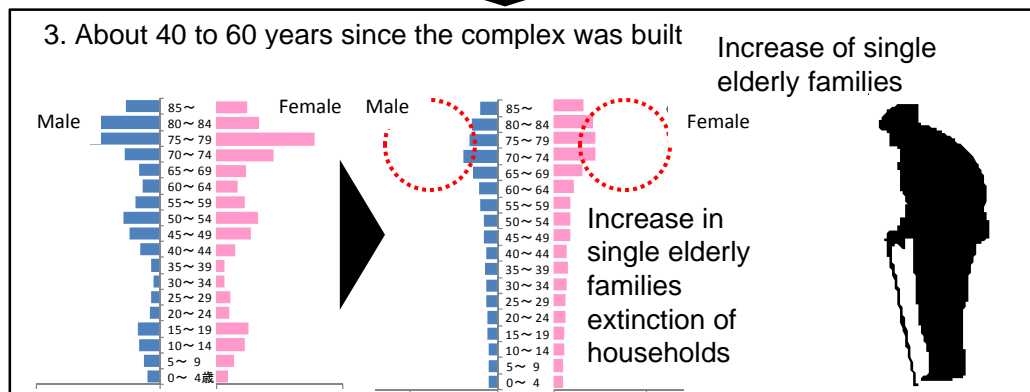 3. About 40 to 60 years since the complex was built
Increase of single
elderly families
Male
Female
85～
80～ 84
75～ 79
70～ 74
65～ 69
60～ 64
55～ 59
50～ 54
45～ 49
40～ 44
35～ 39
30～ 34
25～ 29
20～ 24
15～ 19
10～ 14
5～ 9
0～ 4歳
Male
Female
85～
80～ 84
75～ 79
70～ 74
65～ 69
60～ 64
55～ 59
50～ 54
45～ 49
40～ 44
35～ 39
30～ 34
25～ 29
20～ 24
15～ 19
10～ 14
5～ 9
0～ 4
Increase in
single elderly
families
extinction of
households